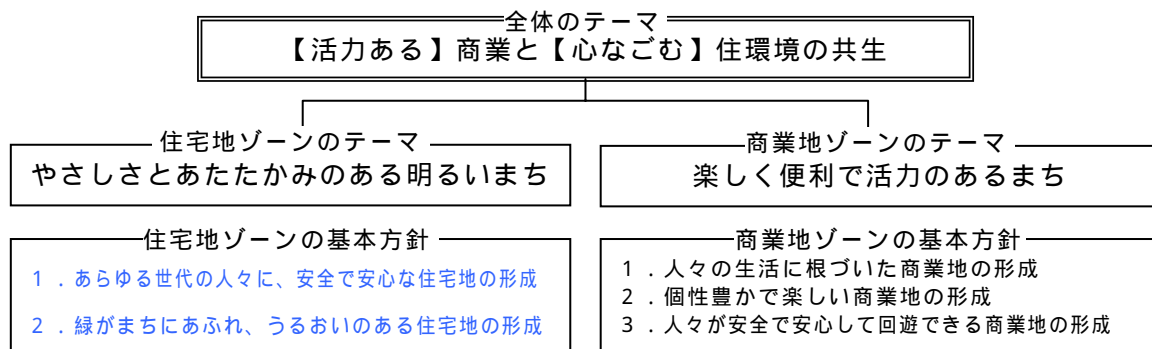 全体のテーマ
【活力ある】商業と【心なごむ】住環境の共生
住宅地ゾーンのテーマ
やさしさとあたたかみのある明るいまち
商業地ゾーンのテーマ
楽しく便利で活力のあるまち
住宅地ゾーンの基本方針
1．あらゆる世代の人々に、安全で安心な住宅地の形成
2．緑がまちにあふれ、うるおいのある住宅地の形成
商業地ゾーンの基本方針
1．人々の生活に根づいた商業地の形成
2．個性豊かで楽しい商業地の形成
3．人々が安全で安心して回遊できる商業地の形成